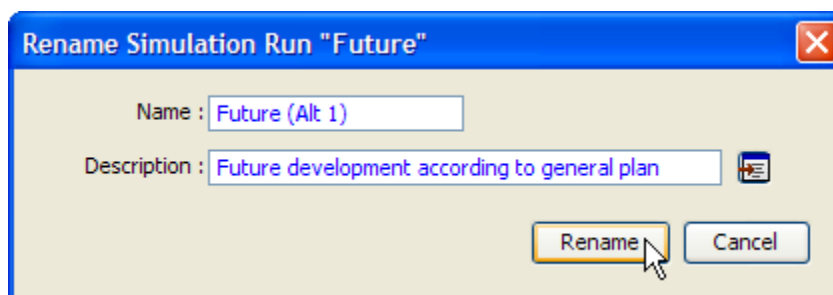 Rename Simulation Run "Future"
Name : Future (Alt 1)
Description : Future development according to general plan
Rename Cancel